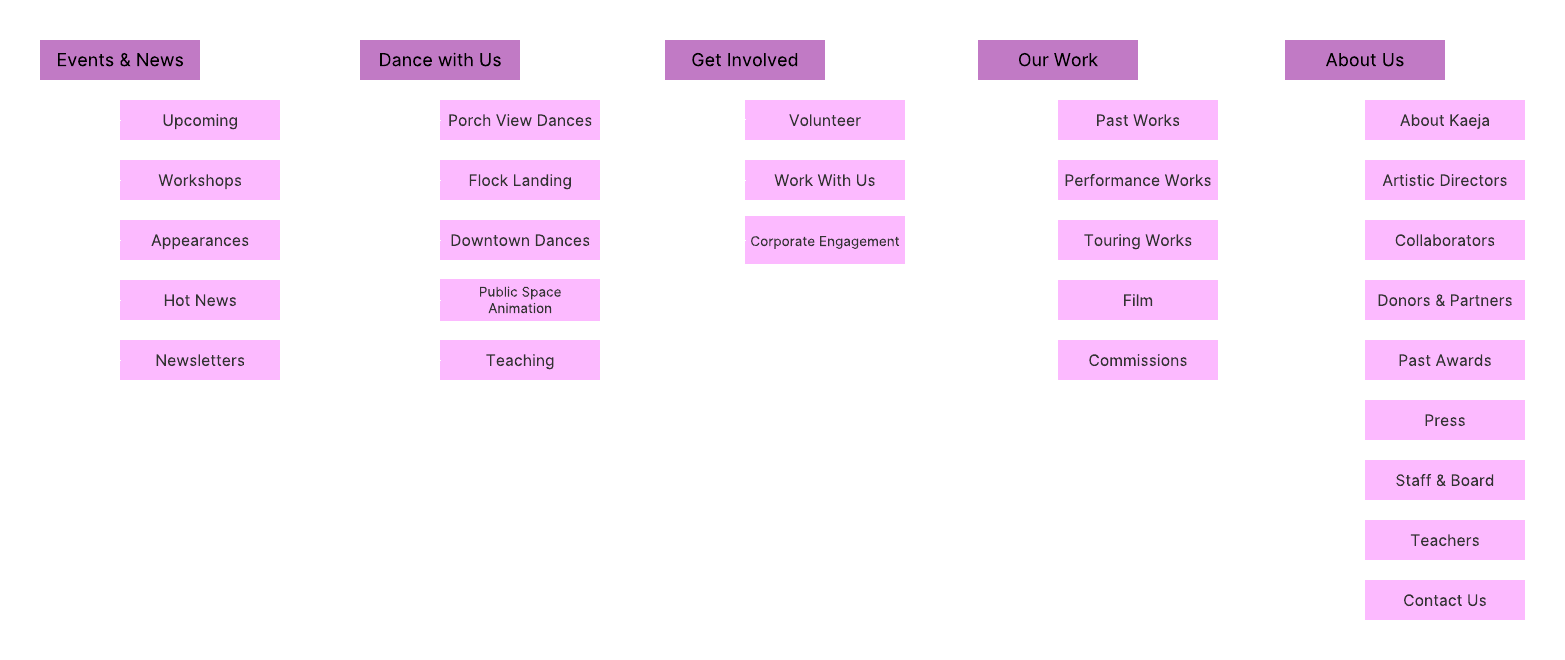 Events & News
Upcoming
Workshops
Appearances
Hot News
Newsletters
Dance with Us
Porch View Dances
Flock Landing
Downtown Dances
Public Space
Animation
Teaching
Get Involved
Volunteer
Work With Us
Corporate Engagement
Our Work
Past Works
Performance Works
Touring Works
Film
Commissions
About Us
About Kaeja
Artistic Directors
Collaborators
Donors & Partners
Past Awards
Press
Staff & Board
Teachers
Contact Us